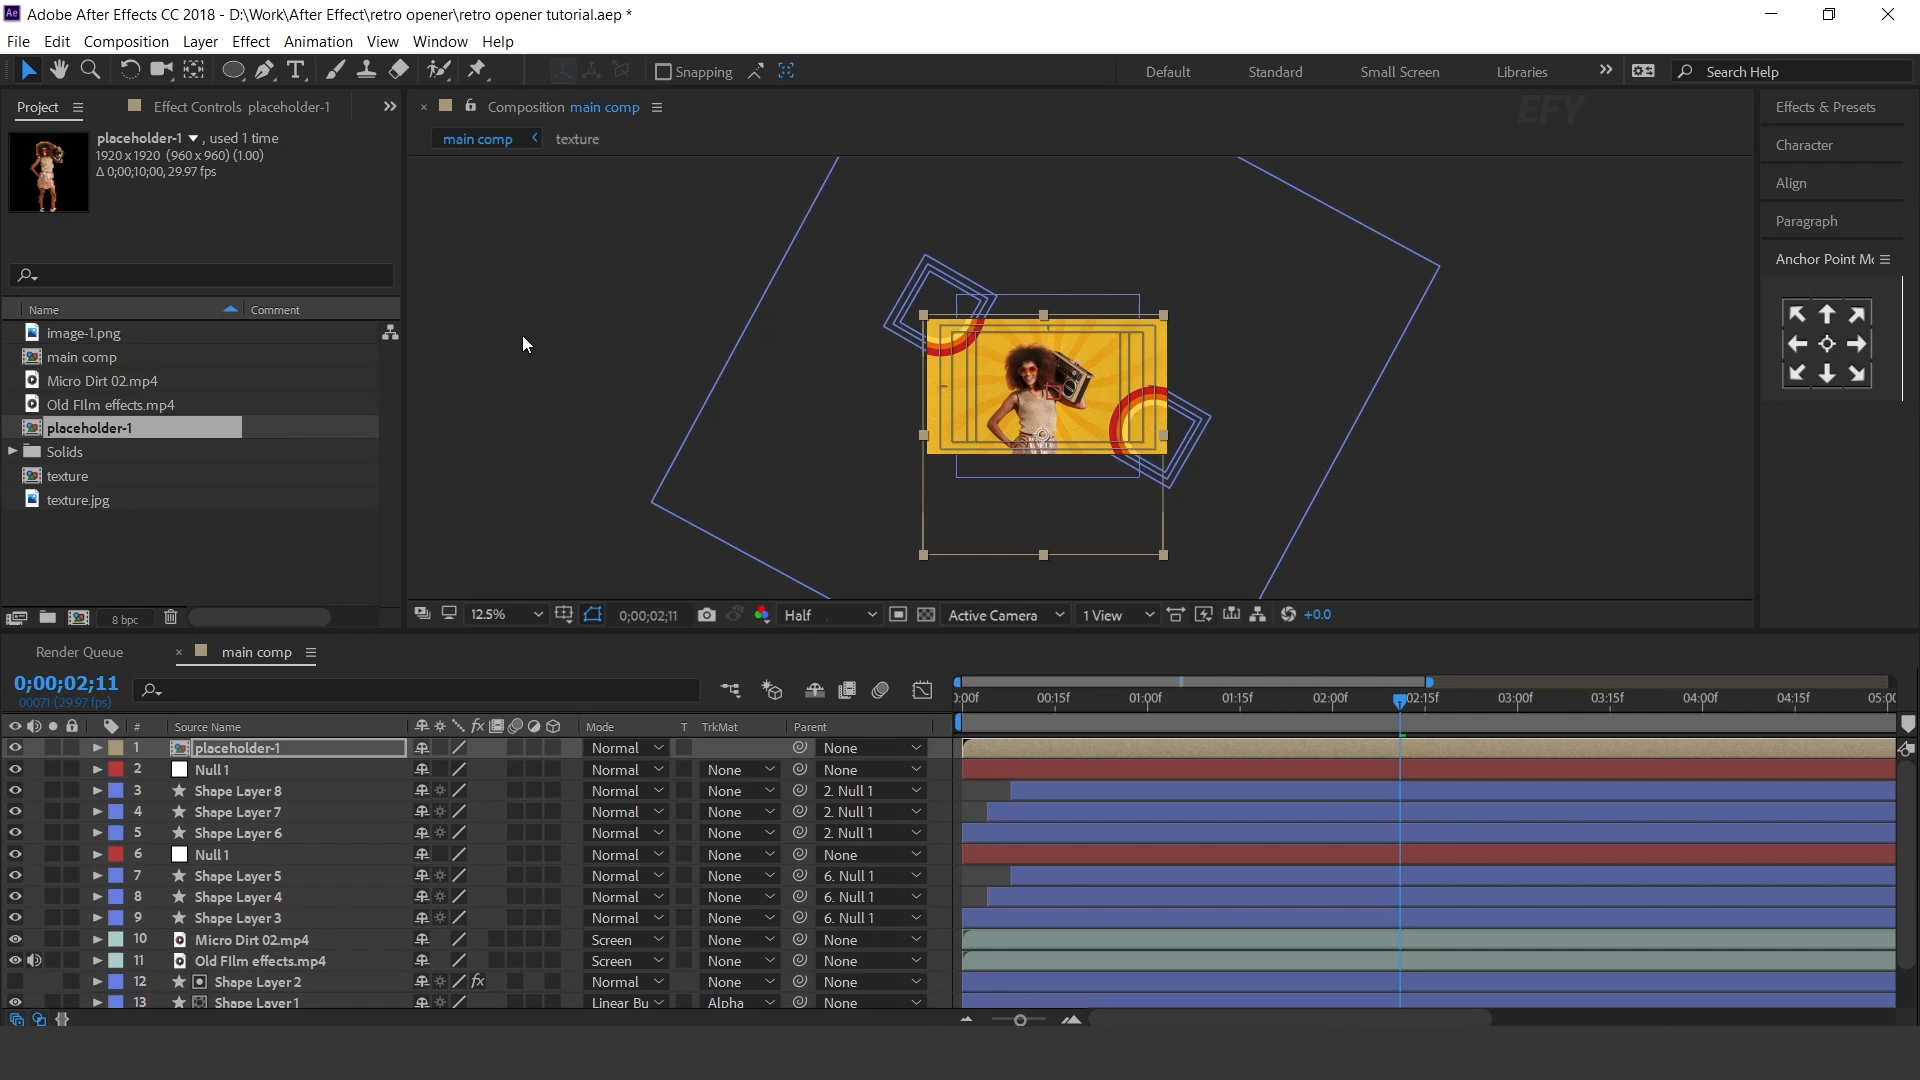 Ae Adobe After Effects CC 2018 - D:\Work\After Effect\retro opener\retro opener tutorial.aep *
File Edit Composition Layer Effect Animation View Window Help
Snapping Default Standard Small Screen Libraries Search Help
Project Effect Controls placeholder-1
Composition main comp
EFY
main comp texture
placeholder-1 , used 1 time
1920 x 1920 (960 x 960) (1.00)
Δ 0;00;10;00, 29.97 fps
Effects & Presets
Character
Align
Paragraph
Anchor Point Mo
Name Comment
image-1.png
main comp
Micro Dirt 02.mp4
Old FIlm effects.mp4
placeholder-1
Solids
texture
texture.jpg
8 bpc
12.5% 0;00;02;11 Half Active Camera 1 View +0.0
Render Queue main comp
0;00;02;11
00071 (29.97 fps)
0:00f 00:15f 01:00f 01:15f 02:00f 02:15f 03:00f 03:15f 04:00f 04:15f 05:00
# Source Name fx Mode T TrkMat Parent
1 placeholder-1 Normal None
2 Null 1 Normal None None
3 Shape Layer 8 Normal None 2. Null 1
4 Shape Layer 7 Normal None 2. Null 1
5 Shape Layer 6 Normal None 2. Null 1
6 Null 1 Normal None None
7 Shape Layer 5 Normal None 6. Null 1
8 Shape Layer 4 Normal None 6. Null 1
9 Shape Layer 3 Normal None 6. Null 1
10 Micro Dirt 02.mp4 Screen None None
11 Old FIlm effects.mp4 Screen None None
12 Shape Layer 2 fx Normal None None
13 Shape Layer 1 Linear Bu Alpha None